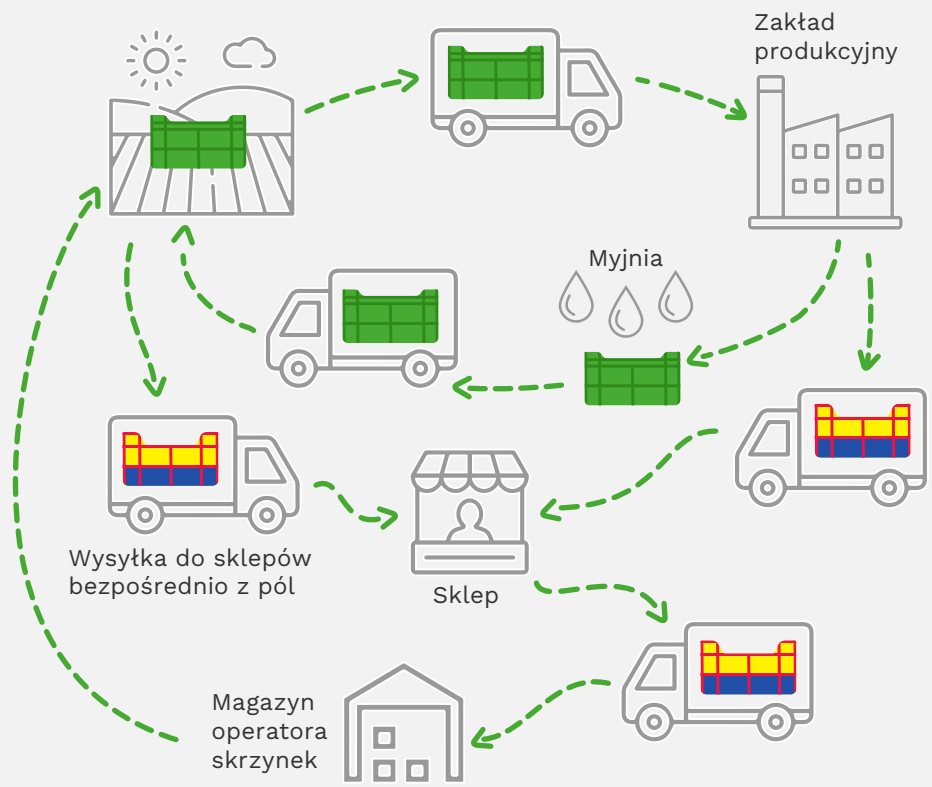 Zakład
produkcyjny
Myjnia
Wysyłka do sklepów
bezpośrednio z pól
Sklep
Magazyn
operatora
skrzynek